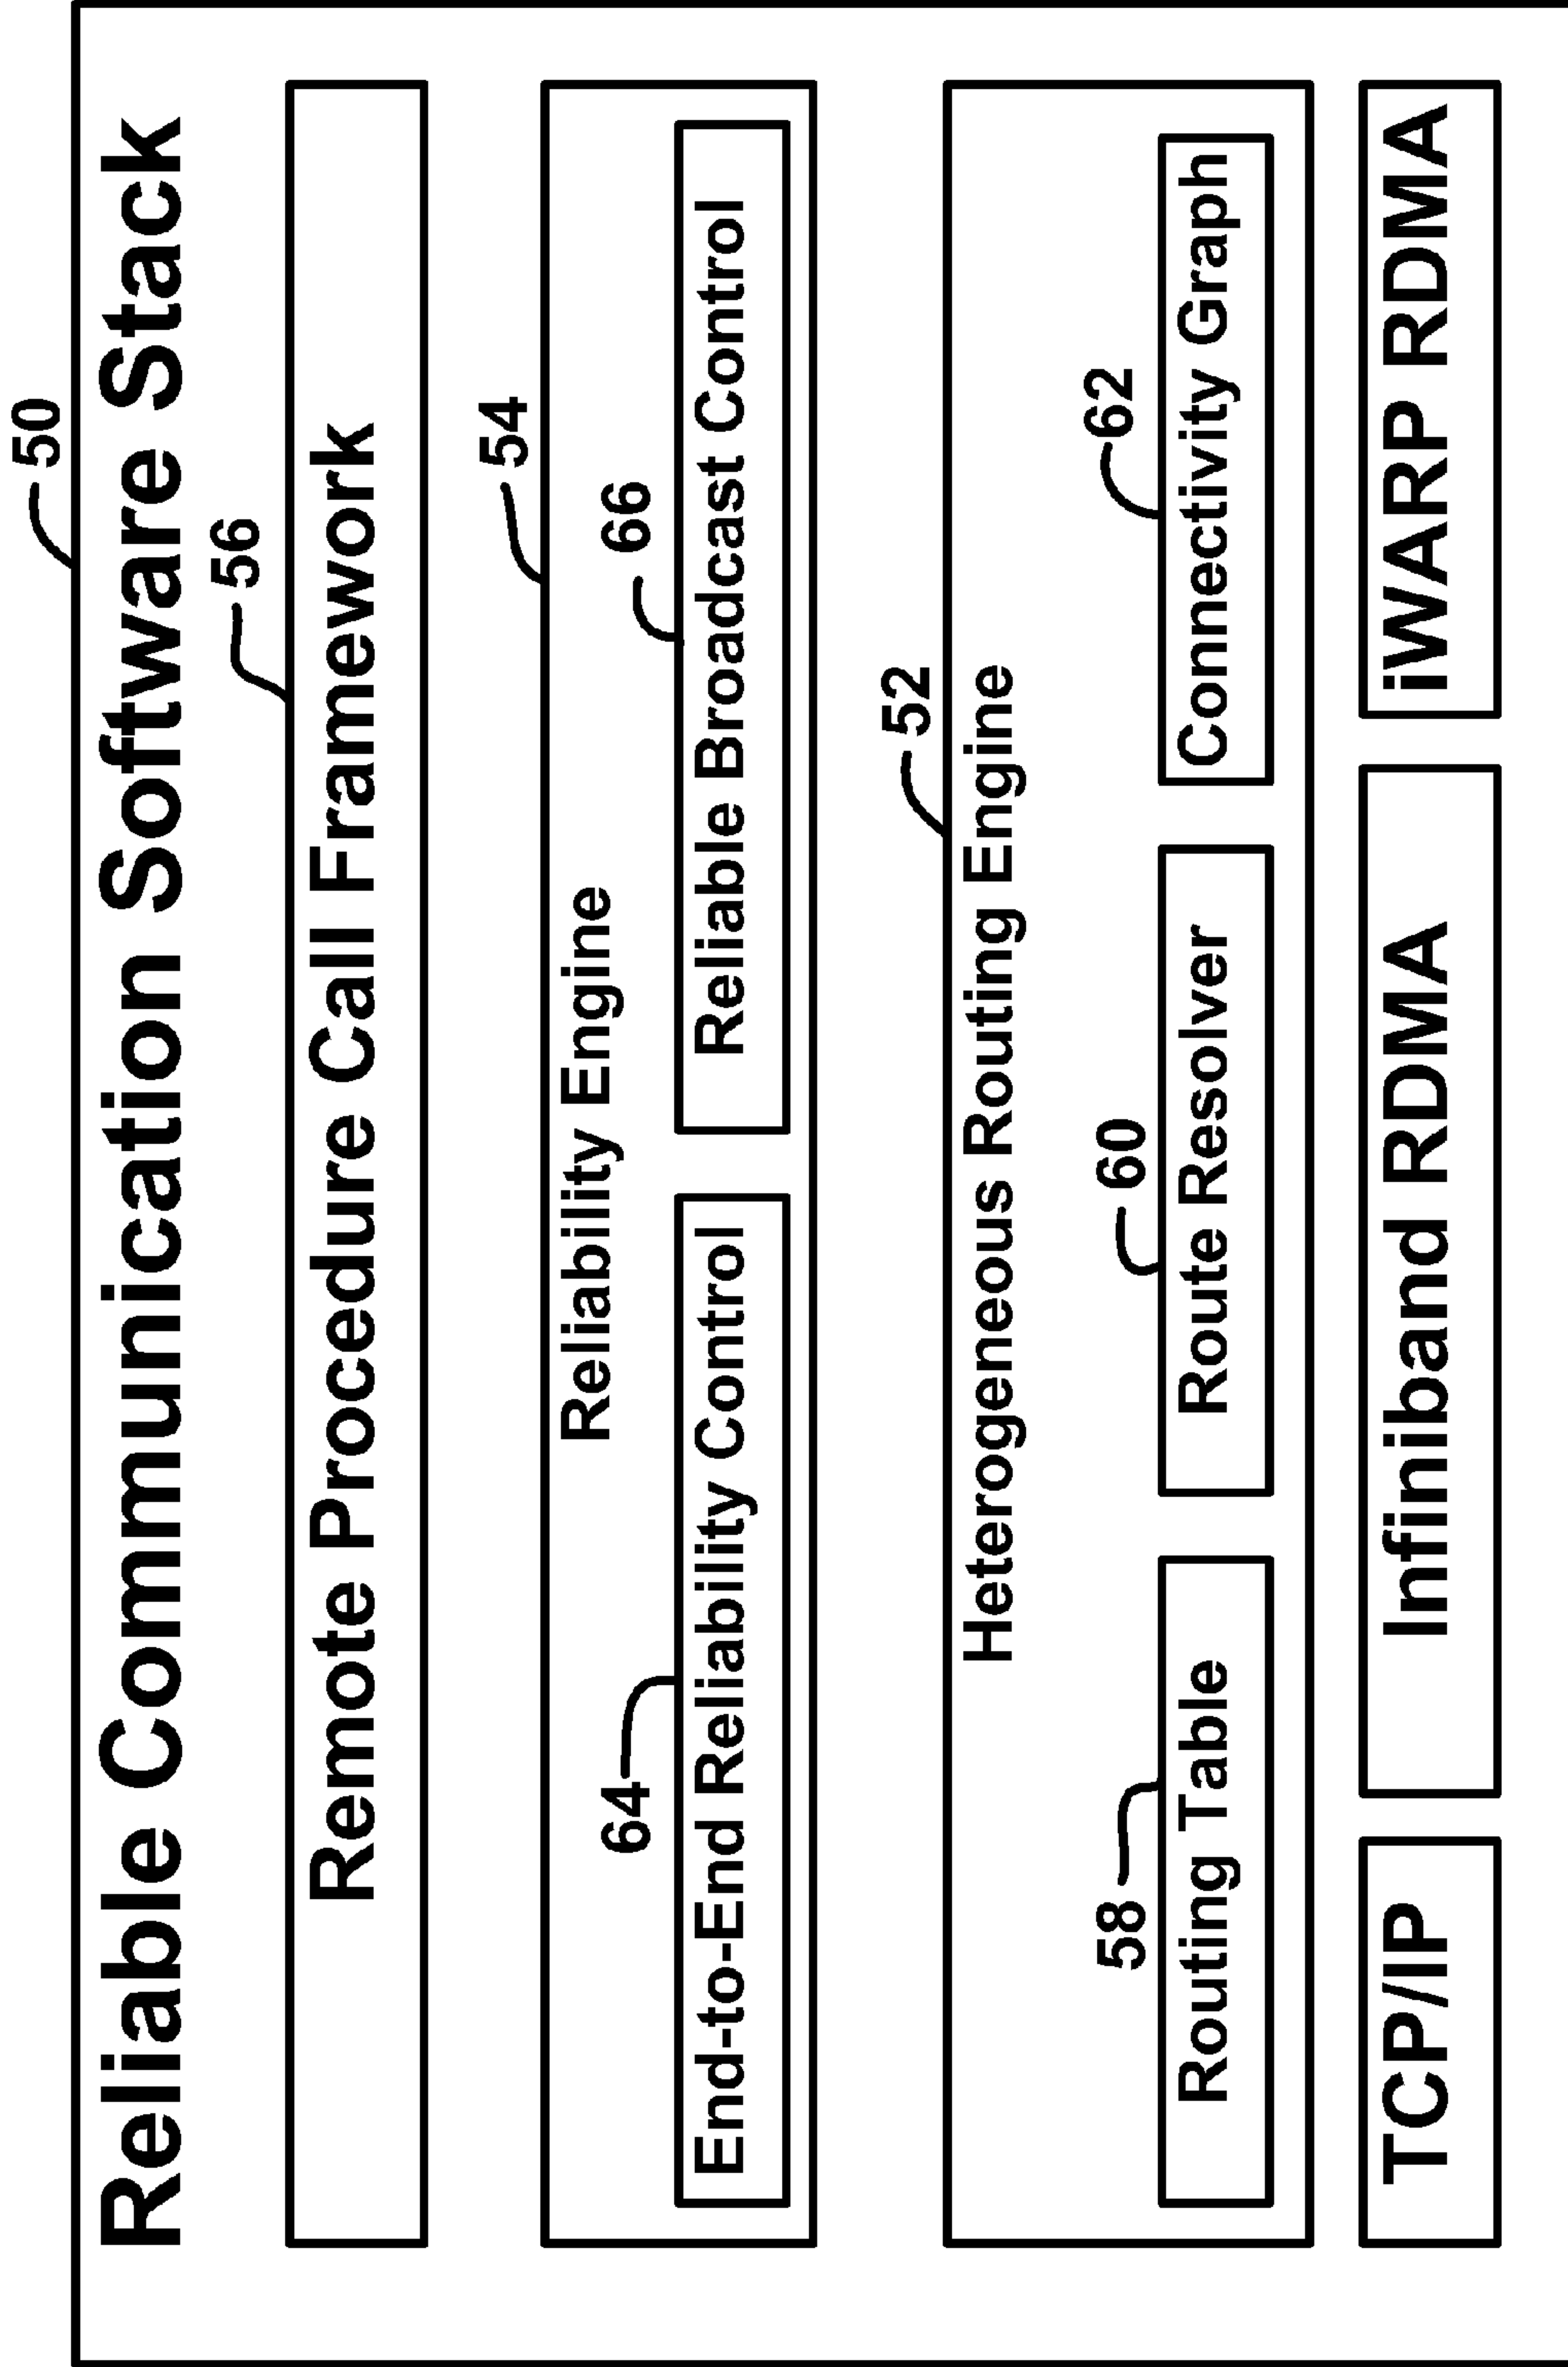 50
Reliable Communication Software Stack
56
Remote Procedure Call Framework
54
Reliability Engine
64
66
End-to-End Reliability Control
Reliable Broadcast Control
52
Heterogeneous Routing Engine
58
60
62
Routing Table
Route Resolver
Connectivity Graph
TCP/IP
Infiniband RDMA
iWARP RDMA